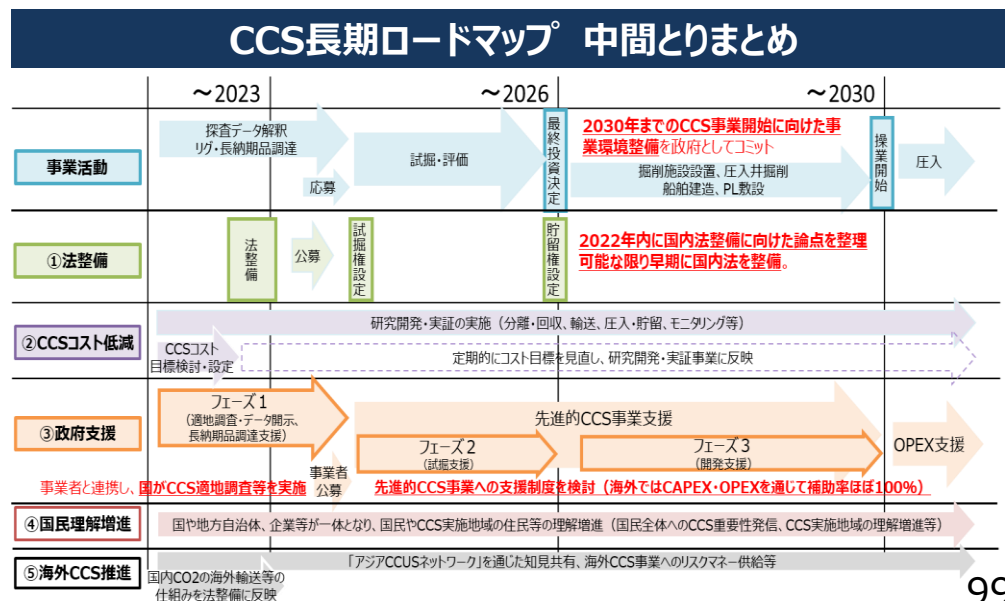 CCS長期ロードマップ 中間とりまとめ
～2023
～2026
～2030
事業活動
探査データ解釈
リグ・長納期品調達
応募
試掘・評価
最終投資決定
2030年までのCCS事業開始に向けた事
業環境整備を政府としてコミット
掘削施設設置、圧入井掘削
船舶建造、PL敷設
操業開始
圧入
①法整備
法整備
公募
試掘権設定
貯留権設定
2022年内に国内法整備に向けた論点を整理
可能な限り早期に国内法を整備。
②CCSコスト低減
研究開発・実証の実施（分離・回収、輸送、圧入・貯留、モニタリング等）
CCSコスト
目標検討・設定
定期的にコスト目標を見直し、研究開発・実証事業に反映
③政府支援
フェーズ1
（適地調査・データ開示、
長納期品調達支援）
先進的CCS事業支援
フェーズ2
（試掘支援）
フェーズ3
（開発支援）
OPEX支援
事業者
公募
事業者と連携し、国がCCS適地調査等を実施
先進的CCS事業への支援制度を検討（海外ではCAPEX・OPEXを通じて補助率ほぼ100%）
④国民理解増進
国や地方自治体、企業等が一体となり、国民やCCS実施地域の住民等の理解増進（国民全体へのCCS重要性発信、CCS実施地域の理解増進等）
⑤海外CCS推進
「アジアCCUSネットワーク」を通じた知見共有、海外CCS事業へのリスクマネー供給等
国内CO2の海外輸送等の
仕組みを法整備に反映
99